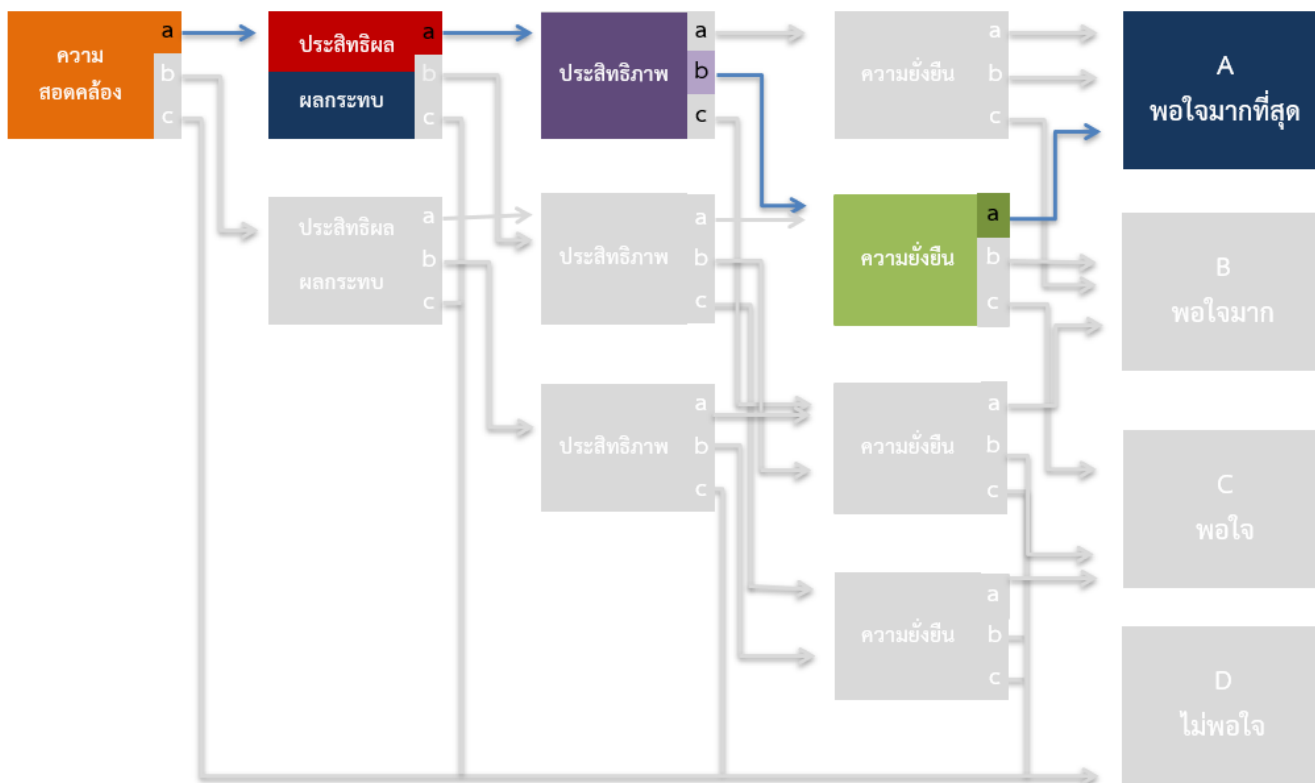 ความ
สอดคล้อง
a
b
c
ประสิทธิผล
ผลกระทบ
a
b
c
ประสิทธิภาพ
a
b
c
ความยั่งยืน
a
b
c
A
พอใจมากที่สุด
ประสิทธิผล
ผลกระทบ
a
b
c
ประสิทธิภาพ
a
b
c
ความยั่งยืน
a
b
c
B
พอใจมาก
ประสิทธิภาพ
a
b
c
ความยั่งยืน
a
b
c
C
พอใจ
ความยั่งยืน
a
b
c
D
ไม่พอใจ